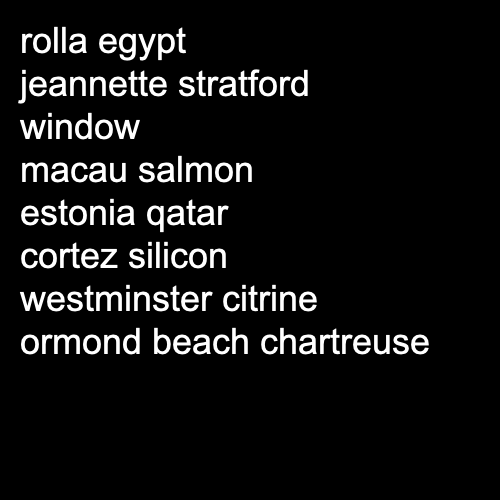 rolla egypt
jeannette stratford
window
macau salmon
estonia qatar
cortez silicon
westminster citrine
ormond beach chartreuse